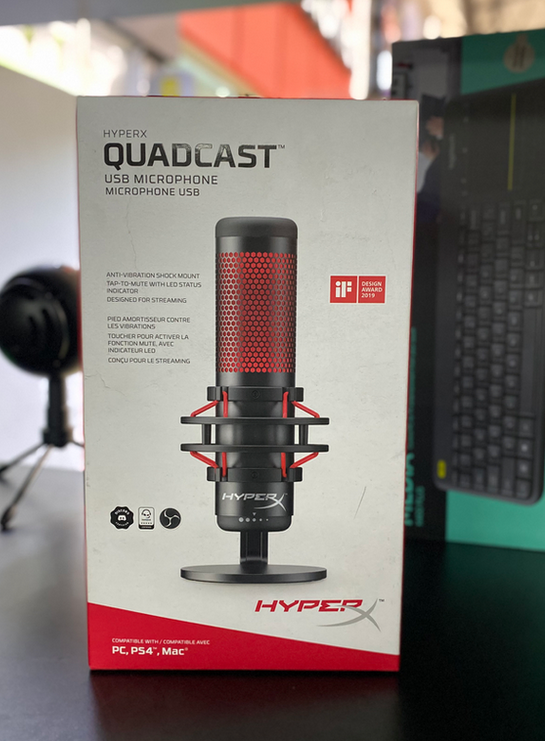 HYPERX
QUADCAST™
USB MICROPHONE
MICROPHONE USB
ANTI-VIBRATION SHOCK MOUNT
TAP-TO-MUTE WITH LED STATUS
INDICATOR
DESIGNED FOR STREAMING
PIED AMORTISSEUR CONTRE
LES VIBRATIONS
TOUCHER POUR ACTIVER LA
FONCTION MUTE, AVEC
INDICATEUR LED
CONÇU POUR LE STREAMING
iF
DESIGN
AWARD
2019
HYPERX
HYPERX™
COMPATIBLE WITH / COMPATIBLE AVEC
PC, PS4™, Mac®